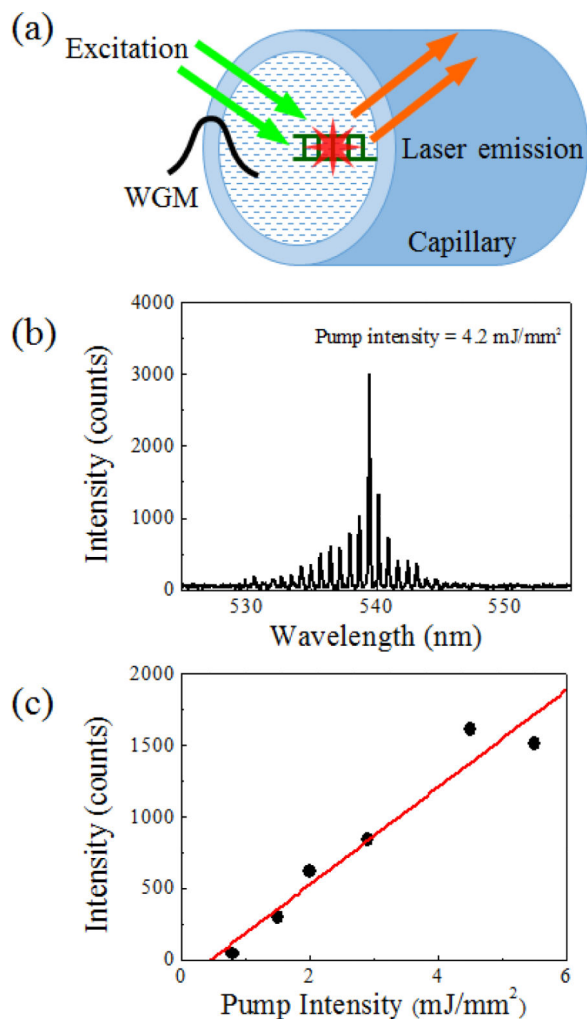 (a)
Excitation
WGM
Laser emission
Capillary
(b)
4000
Pump intensity = 4.2 mJ/mm²
3000
2000
1000
0
Intensity (counts)
530 540 550
Wavelength (nm)
(c)
2000
1500
1000
500
0
Intensity (counts)
0 2 4 6
Pump Intensity (mJ/mm²)